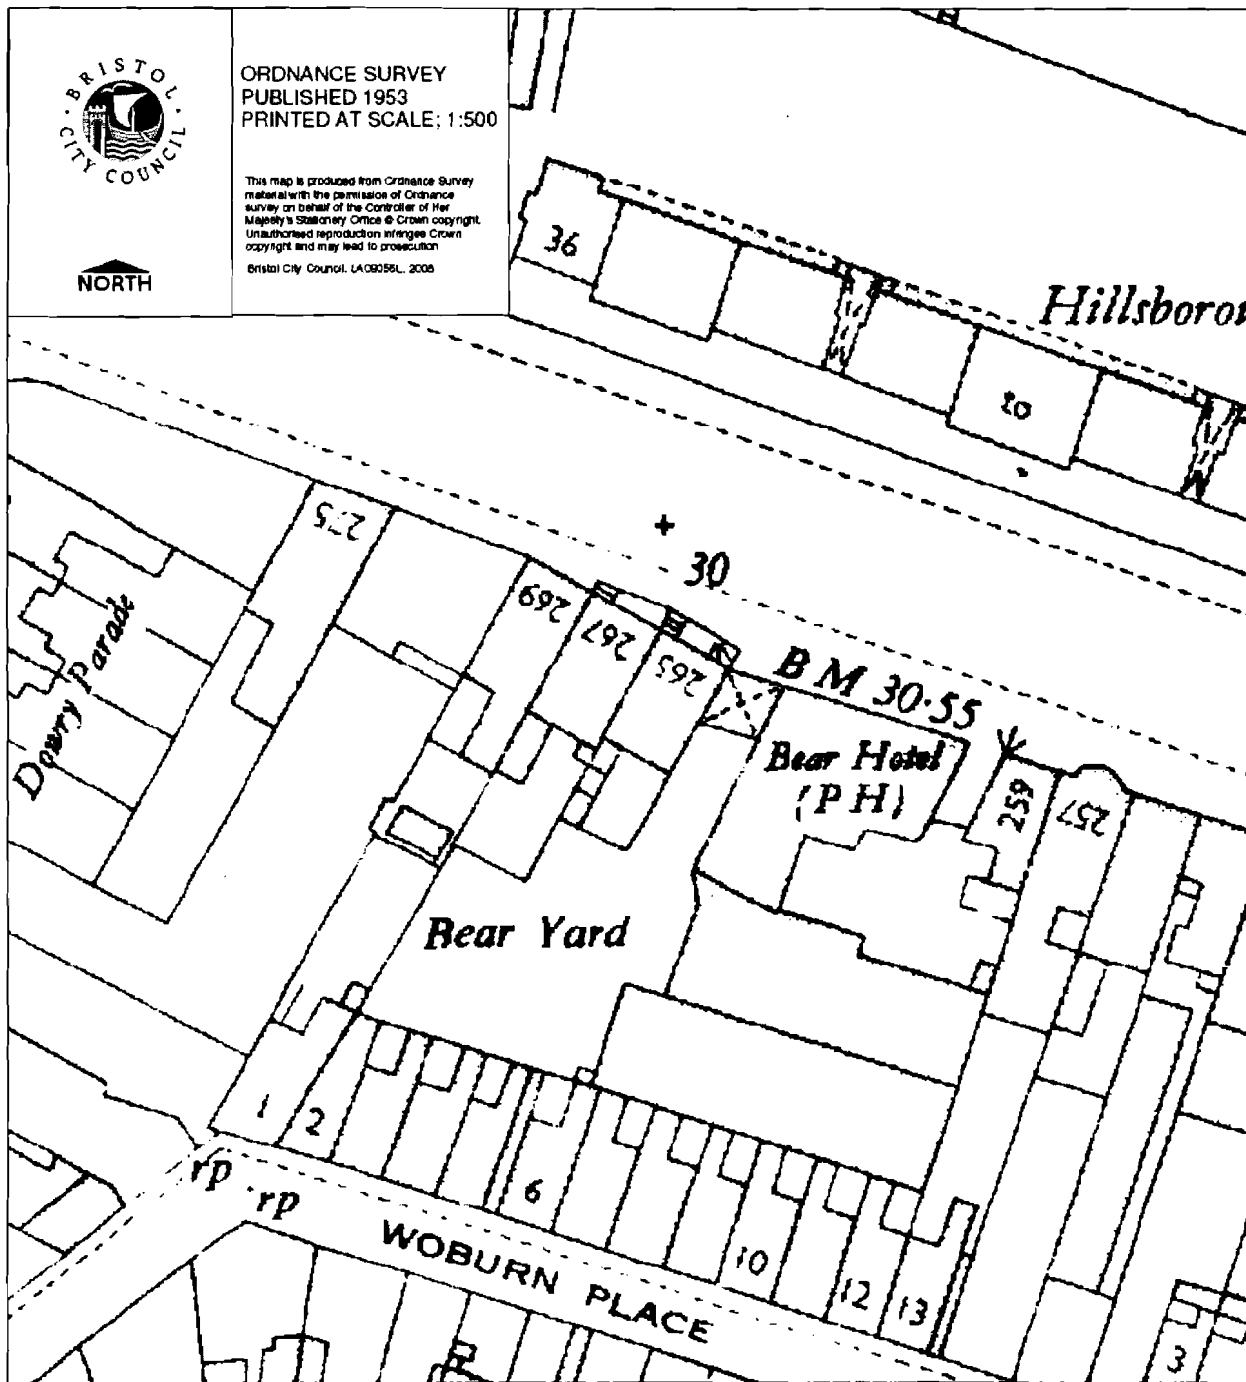 BRISTOL
CITY COUNCIL
NORTH
ORDNANCE SURVEY
PUBLISHED 1953
PRINTED AT SCALE; 1:500
This map is produced from Ordnance Survey
material with the permission of Ordnance
survey on behalf of the Controller of Her
Majesty's Stationery Office © Crown copyright.
Unauthorised reproduction infringes Crown
copyright and may lead to prosecution
Bristol City Council. 2006
36
to
30
275
269
267
265
B M 30·55
Bear Hotel
(P H)
259
257
Dowry Parade
Bear Yard
1
2
6
10
12
13
3
rp
rp
WOBURN PLACE